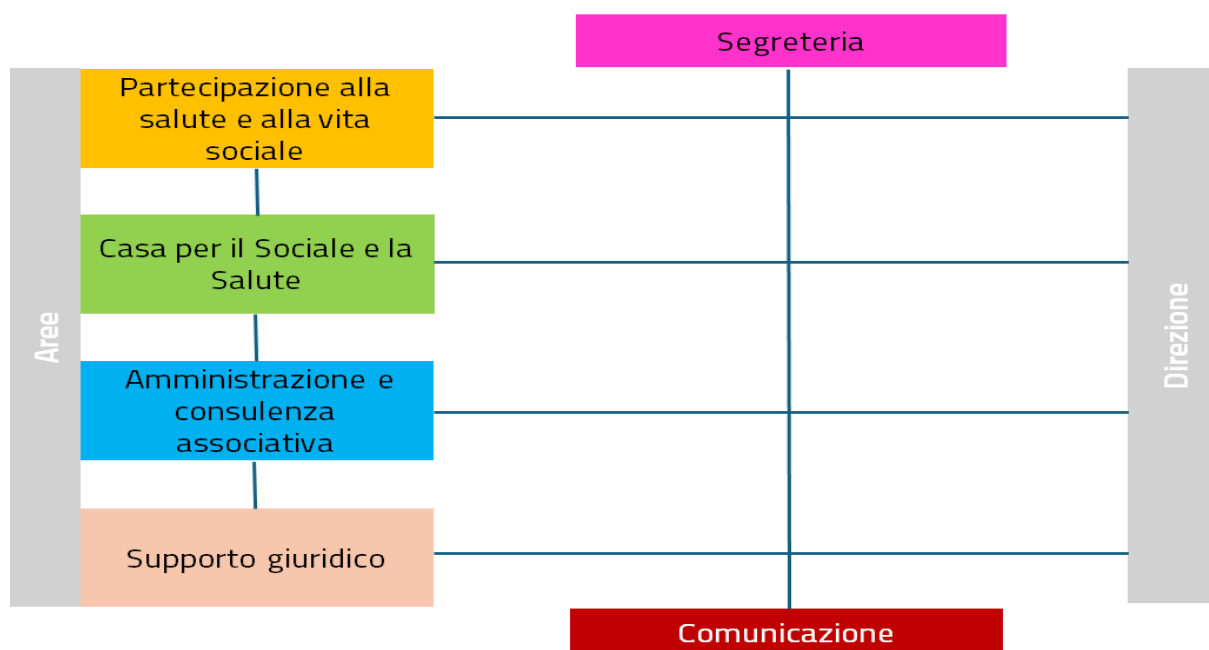 Segreteria
Aree
Partecipazione alla
salute e alla vita
sociale
Casa per il Sociale e la
Salute
Amministrazione e
consulenza
associativa
Supporto giuridico
Direzione
Comunicazione